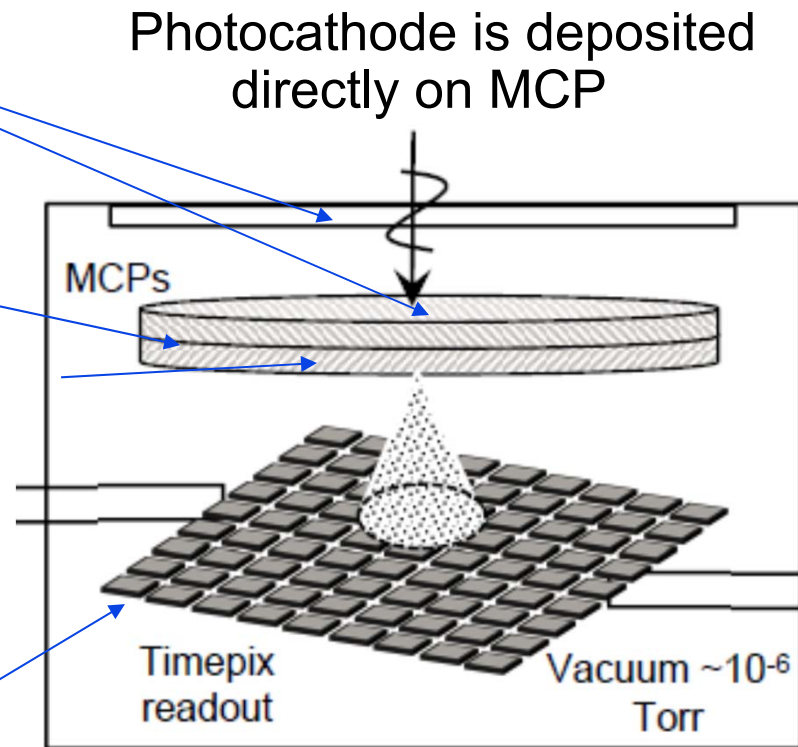 Photocathode is deposited
directly on MCP
MCPs
Timepix
readout
Vacuum ~10-6
Torr